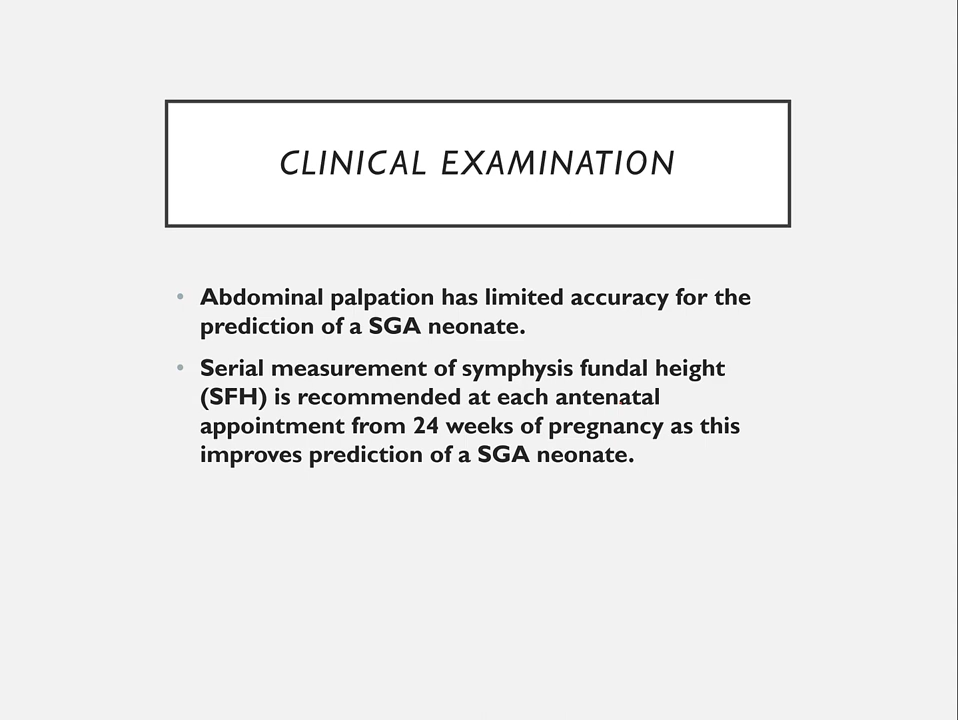 CLINICAL EXAMINATION
• Abdominal palpation has limited accuracy for the
prediction of a SGA neonate.
• Serial measurement of symphysis fundal height
(SFH) is recommended at each antenatal
appointment from 24 weeks of pregnancy as this
improves prediction of a SGA neonate.